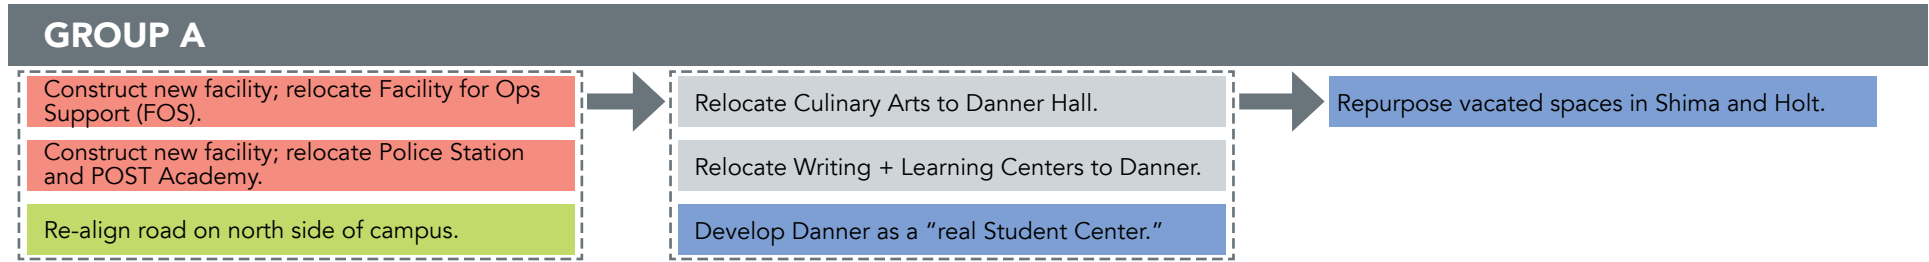 GROUP A
Construct new facility; relocate Facility for Ops
Support (FOS).
Construct new facility; relocate Police Station
and POST Academy.
Re-align road on north side of campus.
Relocate Culinary Arts to Danner Hall.
Relocate Writing + Learning Centers to Danner.
Develop Danner as a “real Student Center.”
Repurpose vacated spaces in Shima and Holt.